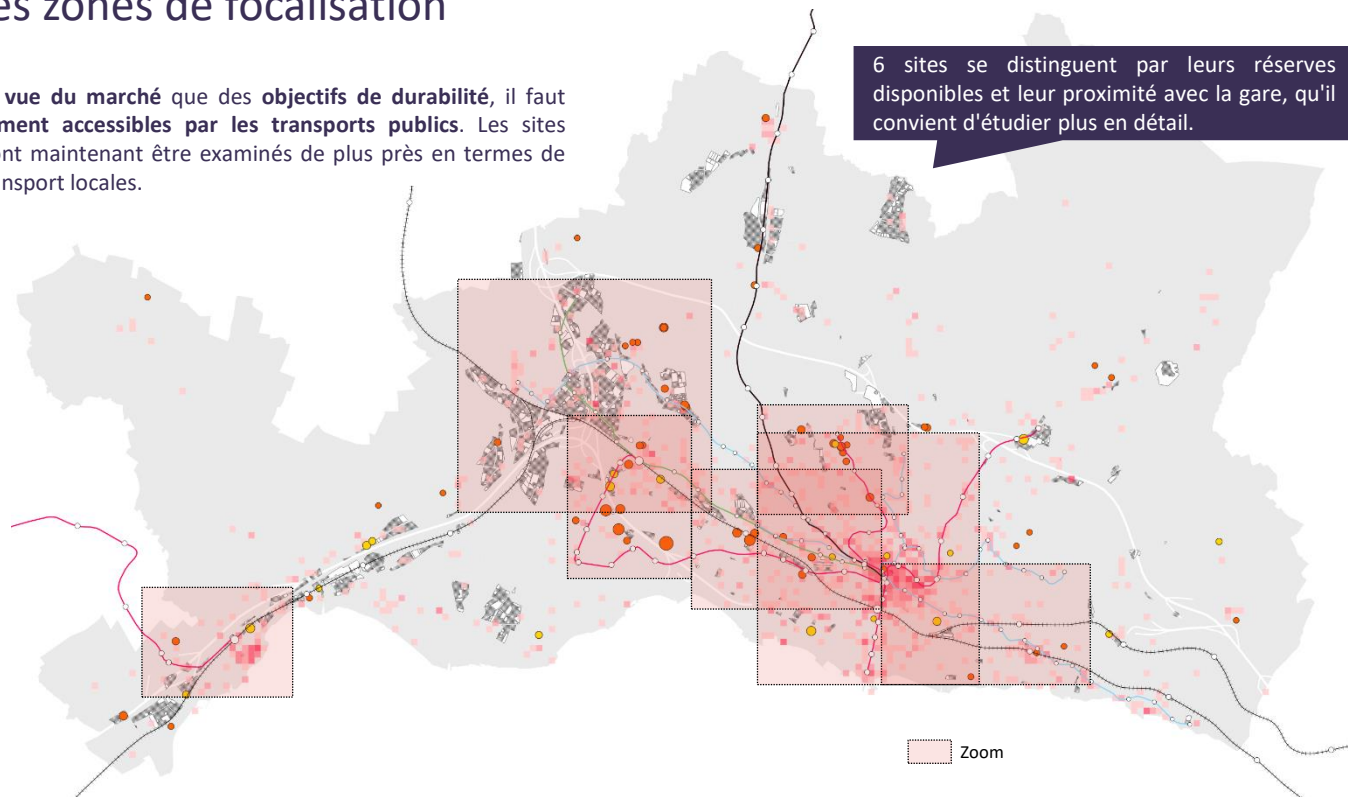 es zones de focalisation
vue du marché que des objectifs de durabilité, il faut
ment accessibles par les transports publics. Les sites
ont maintenant être examinés de plus près en termes de
nsport locales.
6 sites se distinguent par leurs réserves
disponibles et leur proximité avec la gare, qu'il
convient d'étudier plus en détail.
Zoom